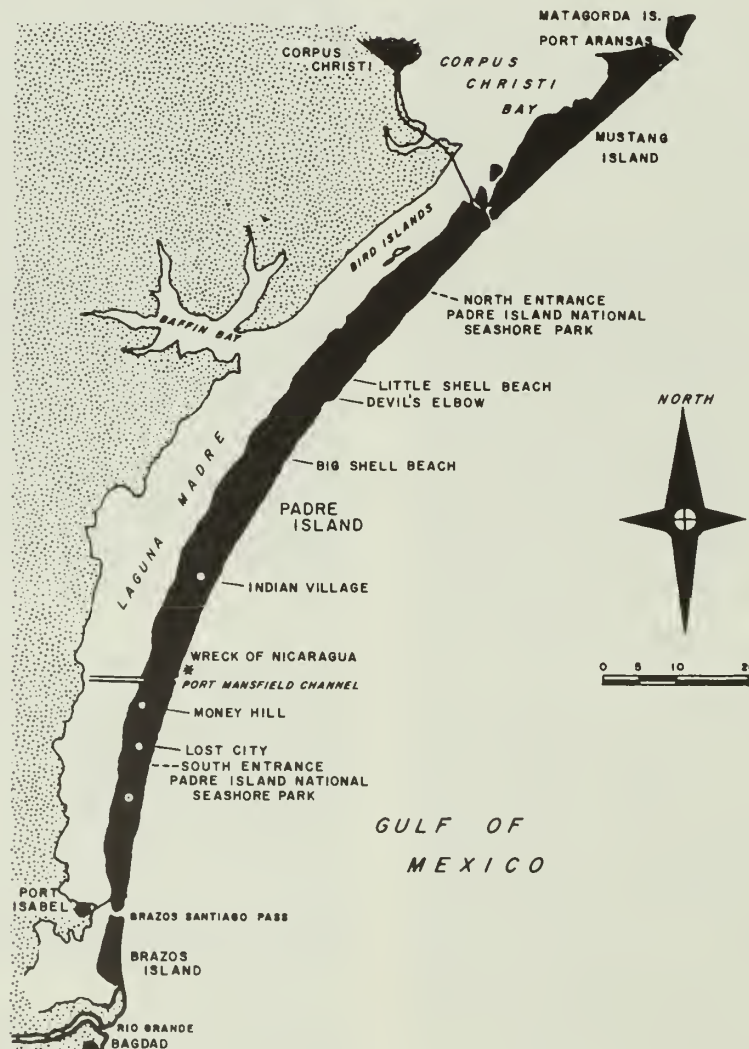 MATAGORDA IS.
PORT ARANSAS
CORPUS
CHRISTI
CORPUS
CHRISTI
BAY
MUSTANG
ISLAND
BIRD ISLANDS
BAFFIN BAY
NORTH ENTRANCE
PADRE ISLAND NATIONAL
SEASHORE PARK
LITTLE SHELL BEACH
DEVIL'S ELBOW
NORTH
BIG SHELL BEACH
LAGUNA MADRE
PADRE
ISLAND
INDIAN VILLAGE
WRECK OF NICARAGUA
PORT MANSFIELD CHANNEL
0 5 10 20
MONEY HILL
LOST CITY
SOUTH ENTRANCE
PADRE ISLAND NATIONAL
SEASHORE PARK
GULF OF
MEXICO
PORT
ISABEL
BRAZOS SANTIAGO PASS
BRAZOS
ISLAND
RIO GRANDE
BAGDAD